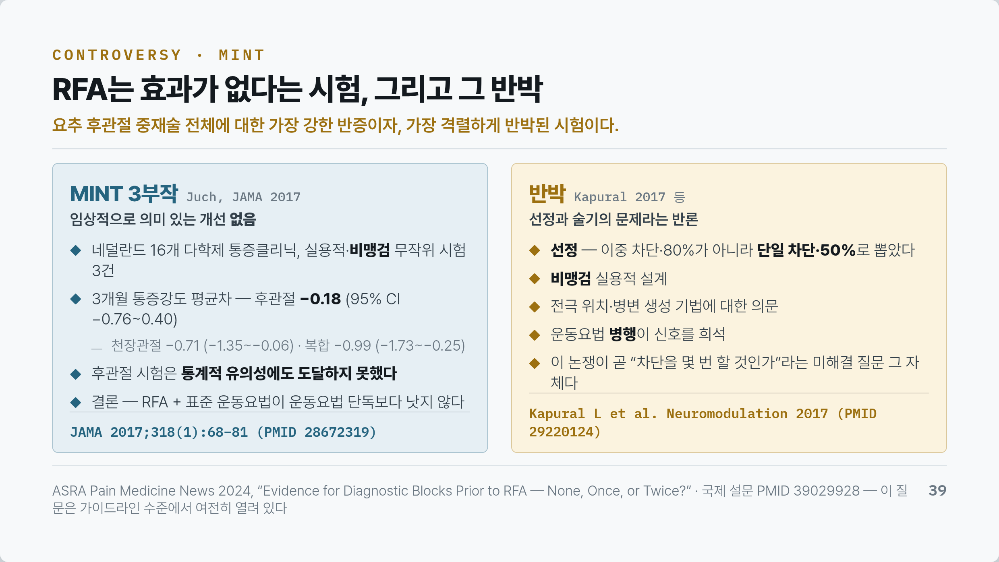 CONTROVERSY · MINT
RFA는 효과가 없다는 시험, 그리고 그 반박
요추 후관절 중재술 전체에 대한 가장 강한 반증이자, 가장 격렬하게 반박된 시험이다.
MINT 3부작 Juch, JAMA 2017
임상적으로 의미 있는 개선 없음
네덜란드 16개 다학제 통증클리닉, 실용적·비맹검 무작위 시험
3건
3개월 통증강도 평균차 — 후관절 −0.18 (95% CI
−0.76~0.40)
천장관절 −0.71 (−1.35~−0.06) · 복합 −0.99 (−1.73~−0.25)
후관절 시험은 통계적 유의성에도 도달하지 못했다
결론 — RFA + 표준 운동요법이 운동요법 단독보다 낫지 않다
JAMA 2017;318(1):68–81 (PMID 28672319)
반박 Kapural 2017 등
선정과 술기의 문제라는 반론
선정 — 이중 차단·80%가 아니라 단일 차단·50%로 뽑았다
비맹검 실용적 설계
전극 위치·병변 생성 기법에 대한 의문
운동요법 병행이 신호를 희석
이 논쟁이 곧 “차단을 몇 번 할 것인가”라는 미해결 질문 그 자
체다
Kapural L et al. Neuromodulation 2017 (PMID
29220124)
ASRA Pain Medicine News 2024, “Evidence for Diagnostic Blocks Prior to RFA — None, Once, or Twice?” · 국제 설문 PMID 39029928 — 이 질
문은 가이드라인 수준에서 여전히 열려 있다
39